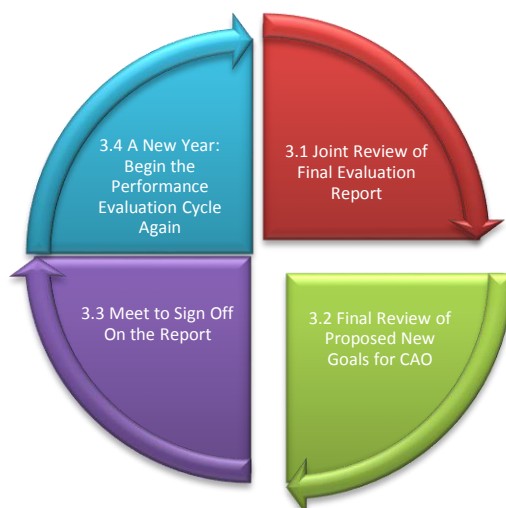 3.1 Joint Review of
Final Evaluation
Report
3.2 Final Review of
Proposed New
Goals for CAO
3.3 Meet to Sign Off
On the Report
3.4 A New Year:
Begin the
Performance
Evaluation Cycle
Again